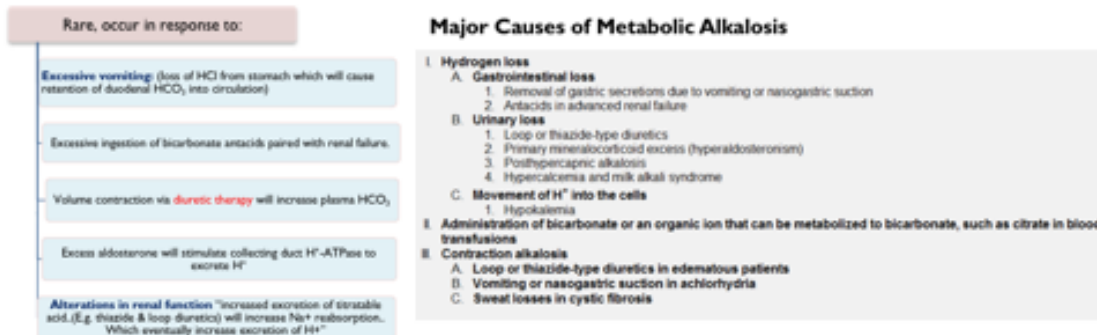 Rare, occur in response to:
Excessive vomiting: (loss of HCl from stomach which will cause
retention of duodenal HCO₃ into circulation)
Excessive ingestion of bicarbonate antacids paired with renal failure.
Volume contraction via diuretic therapy will increase plasma HCO₃
Excess aldosterone will stimulate collecting duct H⁺-ATPase to
excrete H⁺
Alterations in renal function "increased excretion of titratable
acid..(E.g. thiazide & loop diuretics) will increase Na+ reabsorption..
Which eventually increase excretion of H+"
Major Causes of Metabolic Alkalosis
I. Hydrogen loss
A. Gastrointestinal loss
1. Removal of gastric secretions due to vomiting or nasogastric suction
2. Antacids in advanced renal failure
B. Urinary loss
1. Loop or thiazide-type diuretics
2. Primary mineralocorticoid excess (hyperaldosteronism)
3. Posthypercapnic alkalosis
4. Hypercalcemia and milk alkali syndrome
C. Movement of H⁺ into the cells
1. Hypokalemia
II. Administration of bicarbonate or an organic ion that can be metabolized to bicarbonate, such as citrate in blood
transfusions
III. Contraction alkalosis
A. Loop or thiazide-type diuretics in edematous patients
B. Vomiting or nasogastric suction in achlorhydria
C. Sweat losses in cystic fibrosis